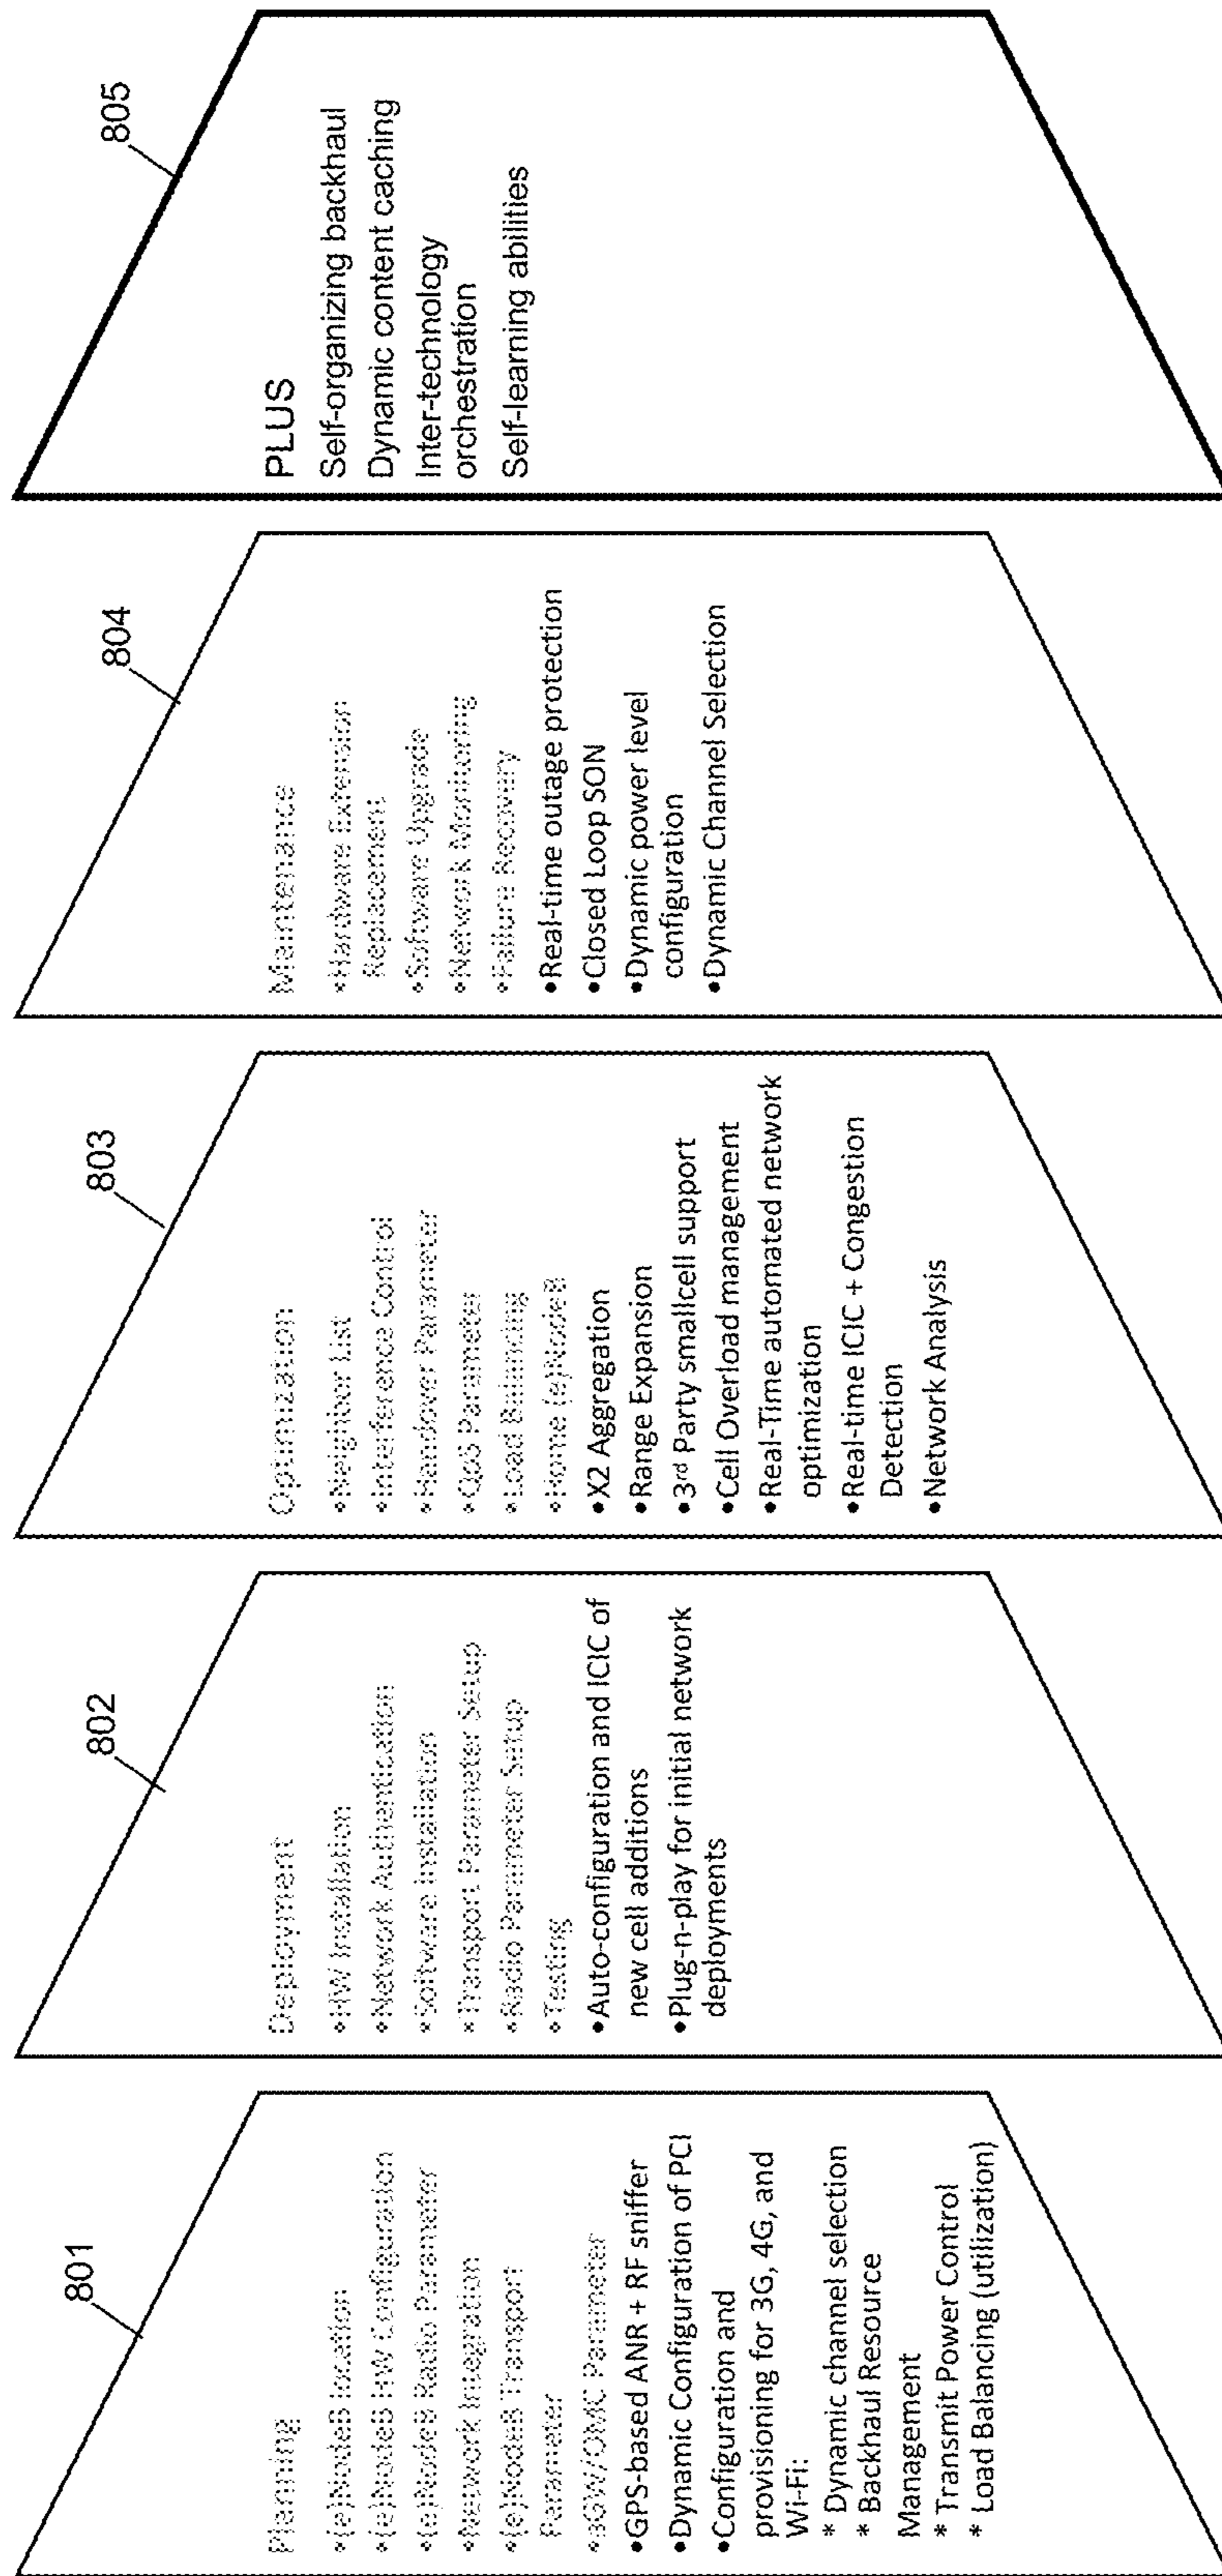 801
Planning
•(e)NodeB location
•(e)NodeB HW Configuration
•(e)NodeB Radio Parameter
•Network Integration
•(e)NodeB Transport
Parameter
•aGW/OMC Parameter
•GPS-based ANR + RF sniffer
•Dynamic Configuration of PCI
•Configuration and
provisioning for 3G, 4G, and
Wi-Fi:
* Dynamic channel selection
* Backhaul Resource
Management
* Transmit Power Control
* Load Balancing (utilization)
802
Deployment
•HW Installation
•Network Authentication
•Software Installation
•Transport Parameter Setup
•Radio Parameter Setup
•Testing
•Auto-configuration and ICIC of
new cell additions
•Plug-n-play for initial network
deployments
803
Optimization
•Neigibor List
•Interference Control
•Handover Parameter
•QoS Parameter
•Load Balancing
•Home (e)NodeB
•X2 Aggregation
•Range Expansion
•3rd Party smallcell support
•Cell Overload management
•Real-Time automated network
optimization
•Real-time ICIC + Congestion
Detection
•Network Analysis
804
Maintenance
•Hardware Extension
Replacement
•Software Upgrade
•Network Monitoring
•Failure Recovery
•Real-time outage protection
•Closed Loop SON
•Dynamic power level
configuration
•Dynamic Channel Selection
805
PLUS
Self-organizing backhaul
Dynamic content caching
Inter-technology
orchestration
Self-learning abilities